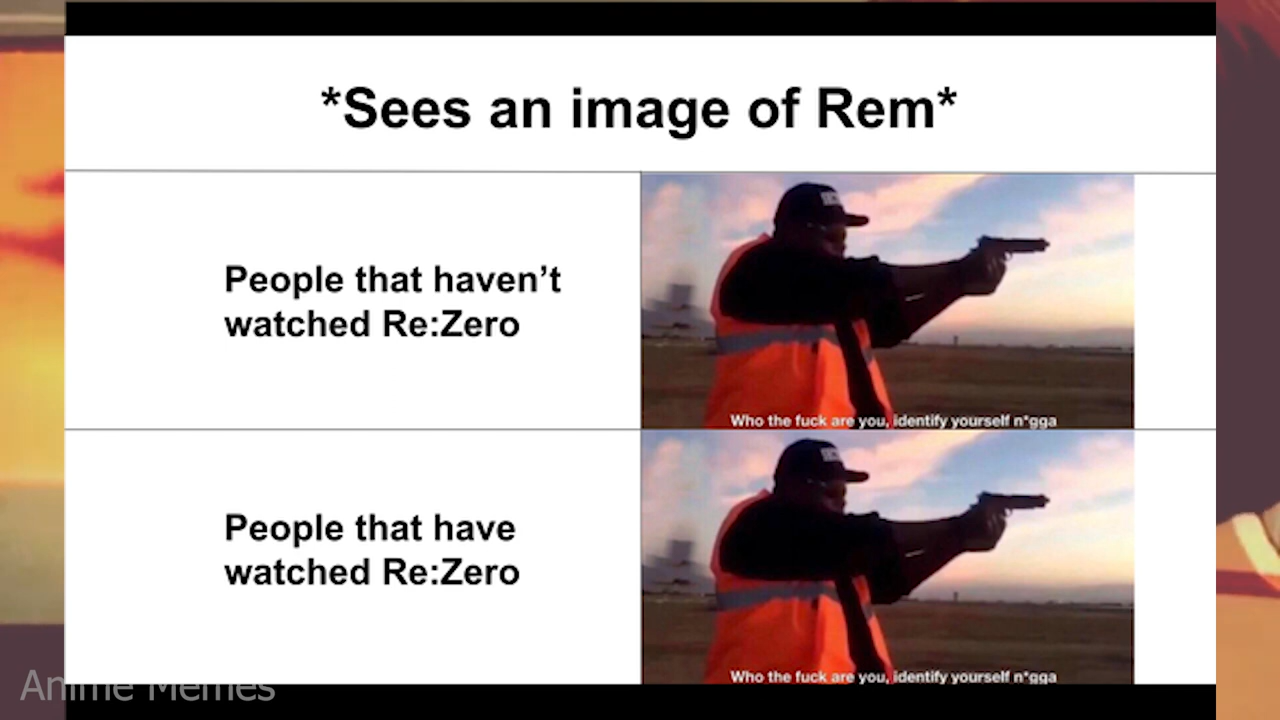 *Sees an image of Rem*
People that haven’t
watched Re:Zero
Who the fuck are you, identify yourself n*gga
People that have
watched Re:Zero
Who the fuck are you, identify yourself n*gga
Anime Memes